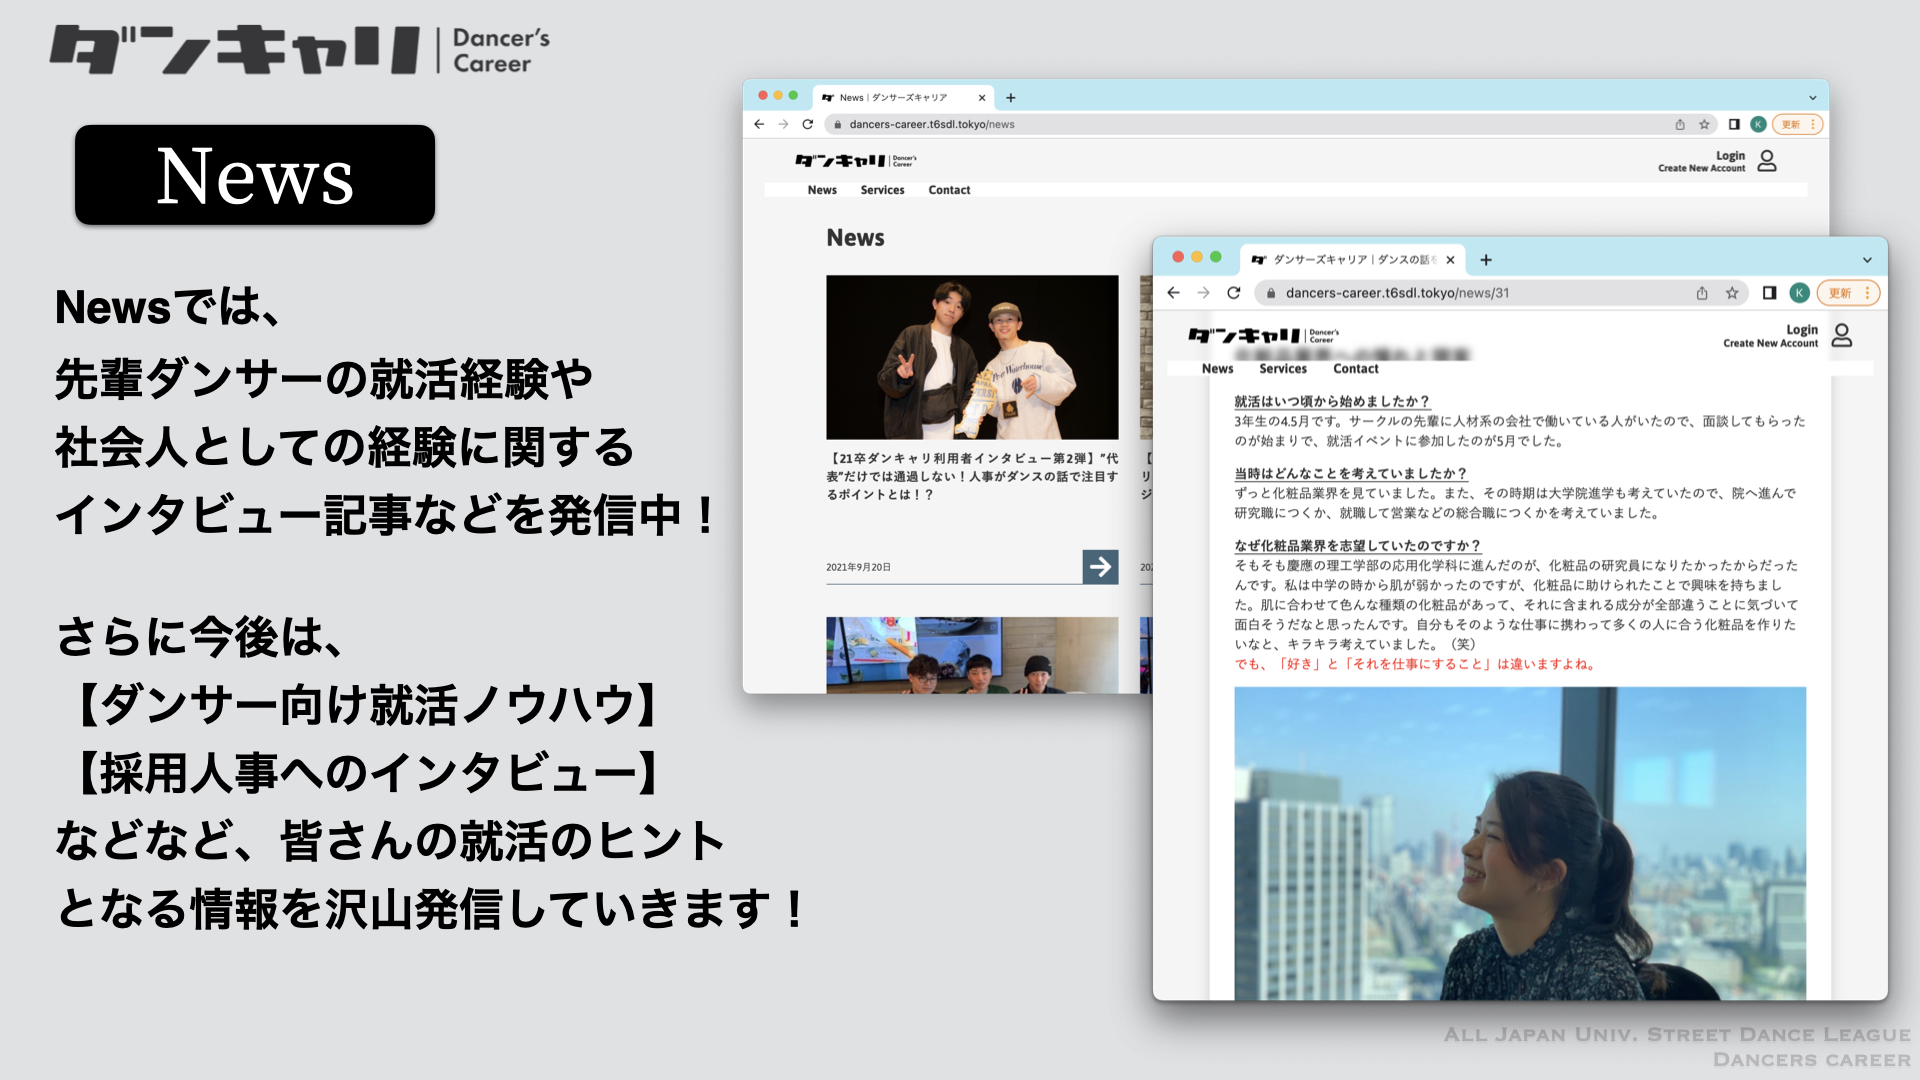 ダンキャリ
Dancer's
Career
News
Newsでは、
先輩ダンサーの就活経験や
社会人としての経験に関する
インタビュー記事などを発信中！
さらに今後は、
【ダンサー向け就活ノウハウ】
【採用人事へのインタビュー】
などなど、皆さんの就活のヒント
となる情報を沢山発信していきます！
News｜ダンサーズキャリア
dancers-career.t6sdl.tokyo/news
K
更新
ダンキャリ
Dancer's
Career
Login
Create New Account
News Services Contact
News
【21卒ダンキャリ利用者インタビュー第2弾】”代
表”だけでは通過しない！人事がダンスの話で注目す
るポイントとは！？
2021年9月20日
【
リ
ジ
ダンサーズキャリア｜ダンスの話を
dancers-career.t6sdl.tokyo/news/31
K
更新
ダンキャリ
Dancer's
Career
Login
Create New Account
News Services Contact
就活はいつ頃から始めましたか？
3年生の4.5月です。サークルの先輩に人材系の会社で働いている人がいたので、面談してもらった
のが始まりで、就活イベントに参加したのが5月でした。
当時はどんなことを考えていましたか？
ずっと化粧品業界を見ていました。また、その時期は大学院進学も考えていたので、院へ進んで
研究職につくか、就職して営業などの総合職につくかを考えていました。
なぜ化粧品業界を志望していたのですか？
そもそも慶應の理工学部の応用化学科に進んだのが、化粧品の研究員になりたかったからだった
んです。私は中学の時から肌が弱かったのですが、化粧品に助けられたことで興味を持ちまし
た。肌に合わせて色んな種類の化粧品があって、それに含まれる成分が全部違うことに気づいて
面白そうだなと思ったんです。自分もそのような仕事に携わって多くの人に合う化粧品を作りた
いなと、キラキラ考えていました。（笑）
でも、「好き」と「それを仕事にすること」は違いますよね。
ALL JAPAN UNIV. STREET DANCE LEAGUE
DANCERS CAREER